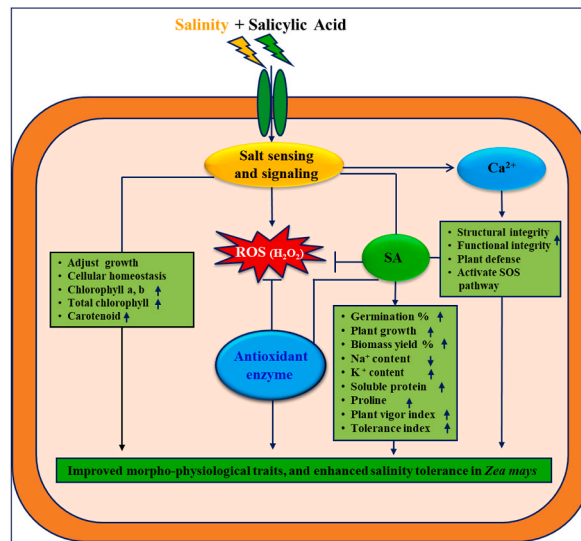 Salinity + Salicylic Acid
Salt sensing
and signaling
Ca²⁺
ROS (H₂O₂)
SA
• Adjust growth
• Cellular homeostasis
• Chlorophyll a, b ↑
• Total chlorophyll ↑
• Carotenoid ↑
• Structural integrity
• Functional integrity ↑
• Plant defense
• Activate SOS
pathway
Antioxidant
enzyme
• Germination % ↑
• Plant growth ↑
• Biomass yield % ↑
• Na⁺ content ↓
• K⁺ content ↑
• Soluble protein ↑
• Proline ↑
• Plant vigor index ↑
• Tolerance index ↑
Improved morpho-physiological traits, and enhanced salinity tolerance in Zea mays